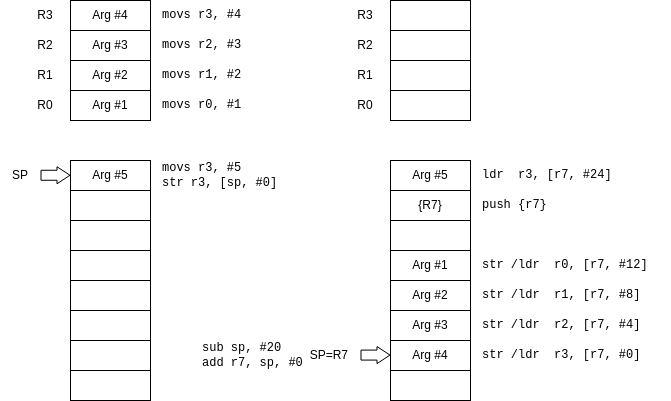 R3 Arg #4 movs r3, #4 R3
R2 Arg #3 movs r2, #3 R2
R1 Arg #2 movs r1, #2 R1
R0 Arg #1 movs r0, #1 R0
SP Arg #5 movs r3, #5
str r3, [sp, #0]
Arg #5 ldr r3, [r7, #24]
{R7} push {r7}
Arg #1 str /ldr r0, [r7, #12]
Arg #2 str /ldr r1, [r7, #8]
Arg #3 str /ldr r2, [r7, #4]
sub sp, #20
add r7, sp, #0 SP=R7 Arg #4 str /ldr r3, [r7, #0]